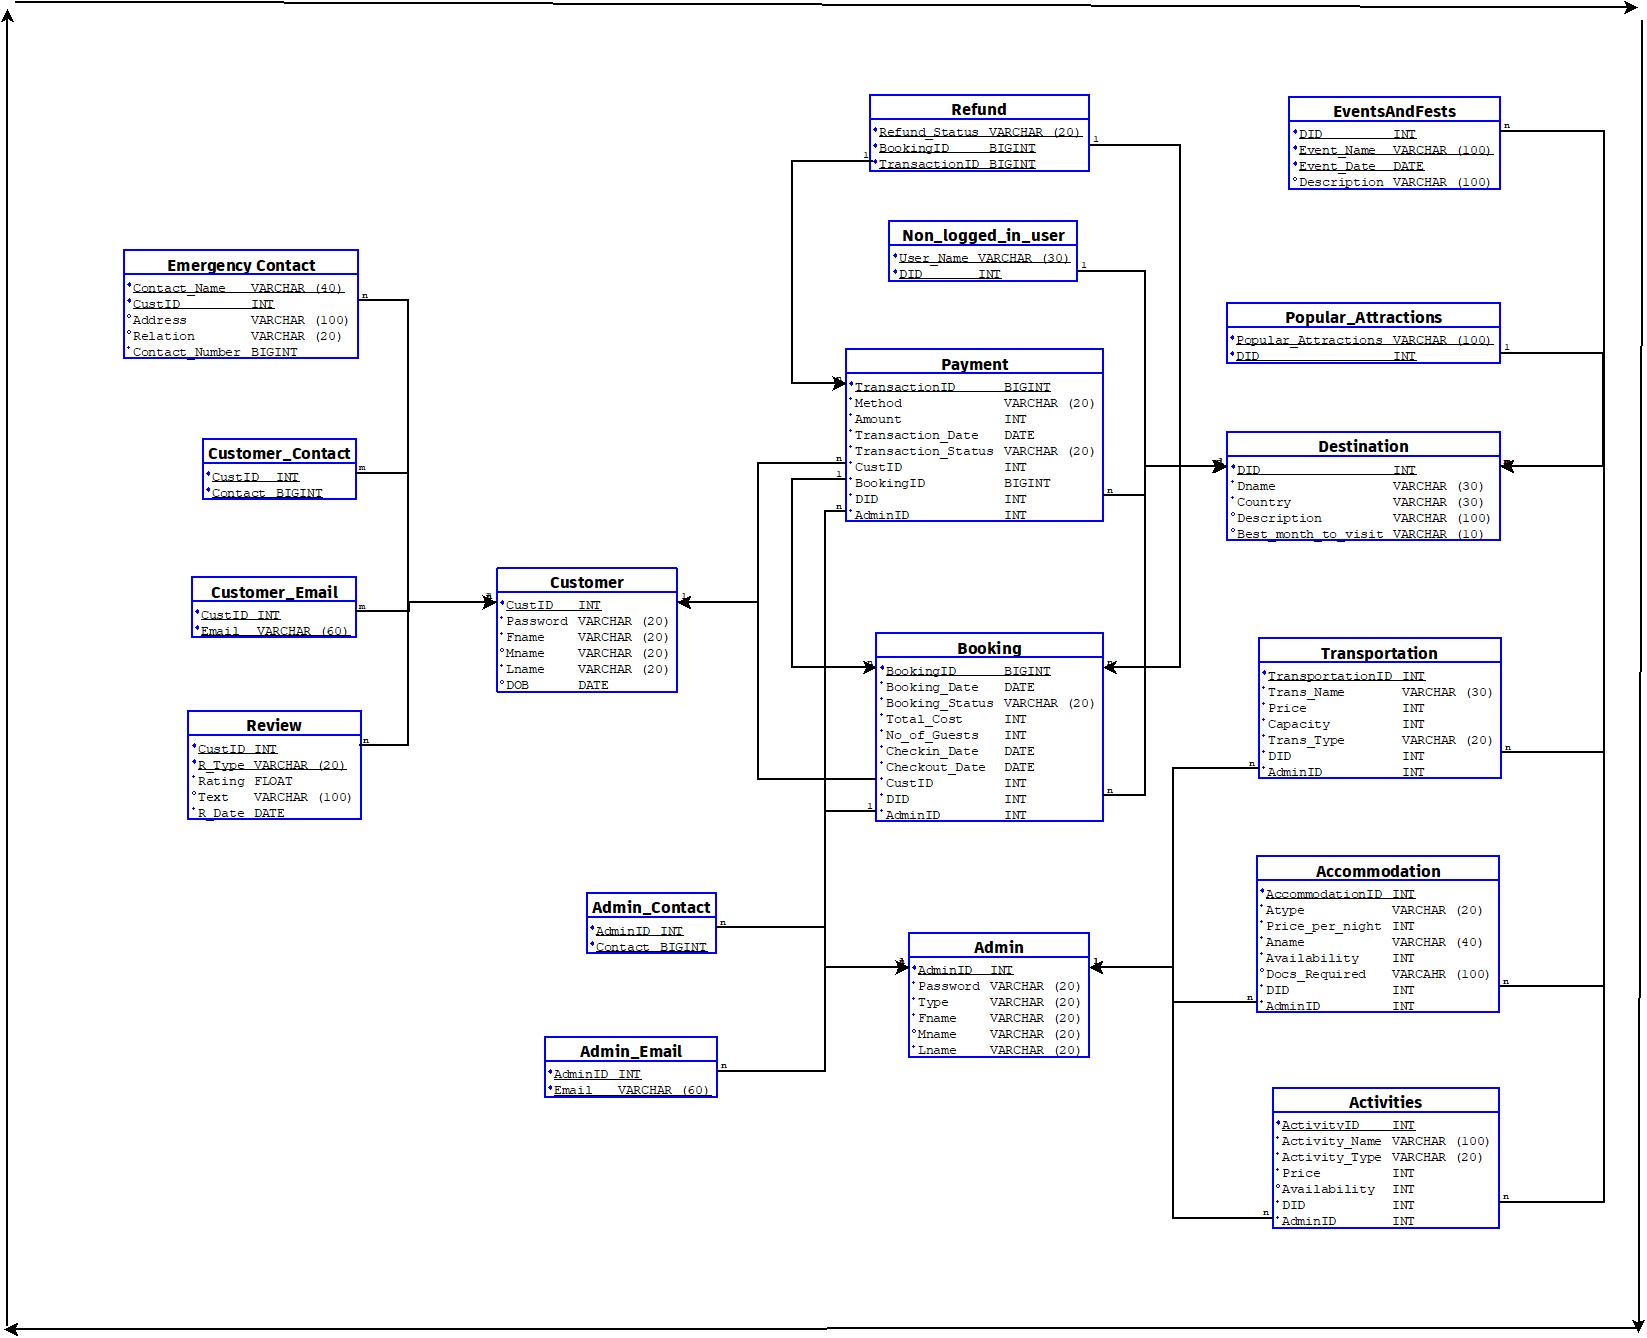 Refund
Refund_Status VARCHAR (20)
BookingID BIGINT
TransactionID BIGINT
1
1
EventsAndFests
DID INT
Event_Name VARCHAR (100)
Event_Date DATE
Description VARCHAR (100)
n
Non_logged_in_user
User_Name VARCHAR (30)
DID INT
1
Emergency Contact
Contact_Name VARCHAR (40)
CustID INT
Address VARCHAR (100)
Relation VARCHAR (20)
Contact_Number BIGINT
n
Popular_Attractions
Popular_Attractions VARCHAR (100)
DID INT
1
Payment
TransactionID BIGINT
Method VARCHAR (20)
Amount INT
Transaction_Date DATE
Transaction_Status VARCHAR (20)
CustID INT
BookingID BIGINT
DID INT
AdminID INT
n
1
n
n
Customer_Contact
CustID INT
Contact BIGINT
m
Destination
DID INT
Dname VARCHAR (30)
Country VARCHAR (30)
Description VARCHAR (100)
Best_month_to_visit VARCHAR (10)
Customer_Email
CustID INT
Email VARCHAR (60)
m
Customer
CustID INT
Password VARCHAR (20)
Fname VARCHAR (20)
Mname VARCHAR (20)
Lname VARCHAR (20)
DOB DATE
1
Booking
BookingID BIGINT
Booking_Date DATE
Booking_Status VARCHAR (20)
Total_Cost INT
No_of_Guests INT
Checkin_Date DATE
Checkout_Date DATE
CustID INT
DID INT
AdminID INT
n
1
Transportation
TransportationID INT
Trans_Name VARCHAR (30)
Price INT
Capacity INT
Trans_Type VARCHAR (20)
DID INT
AdminID INT
n
n
Review
CustID INT
R_Type VARCHAR (20)
Rating FLOAT
Text VARCHAR (100)
R_Date DATE
n
Accommodation
AccommodationID INT
Atype VARCHAR (20)
Price_per_night INT
Aname VARCHAR (40)
Availability INT
Docs_Required VARCAHR (100)
DID INT
AdminID INT
n
n
Admin_Contact
AdminID INT
Contact BIGINT
n
Admin
AdminID INT
Password VARCHAR (20)
Type VARCHAR (20)
Fname VARCHAR (20)
Mname VARCHAR (20)
Lname VARCHAR (20)
1
Admin_Email
AdminID INT
Email VARCHAR (60)
n
Activities
ActivityID INT
Activity_Name VARCHAR (100)
Activity_Type VARCHAR (20)
Price INT
Availability INT
DID INT
AdminID INT
n
n